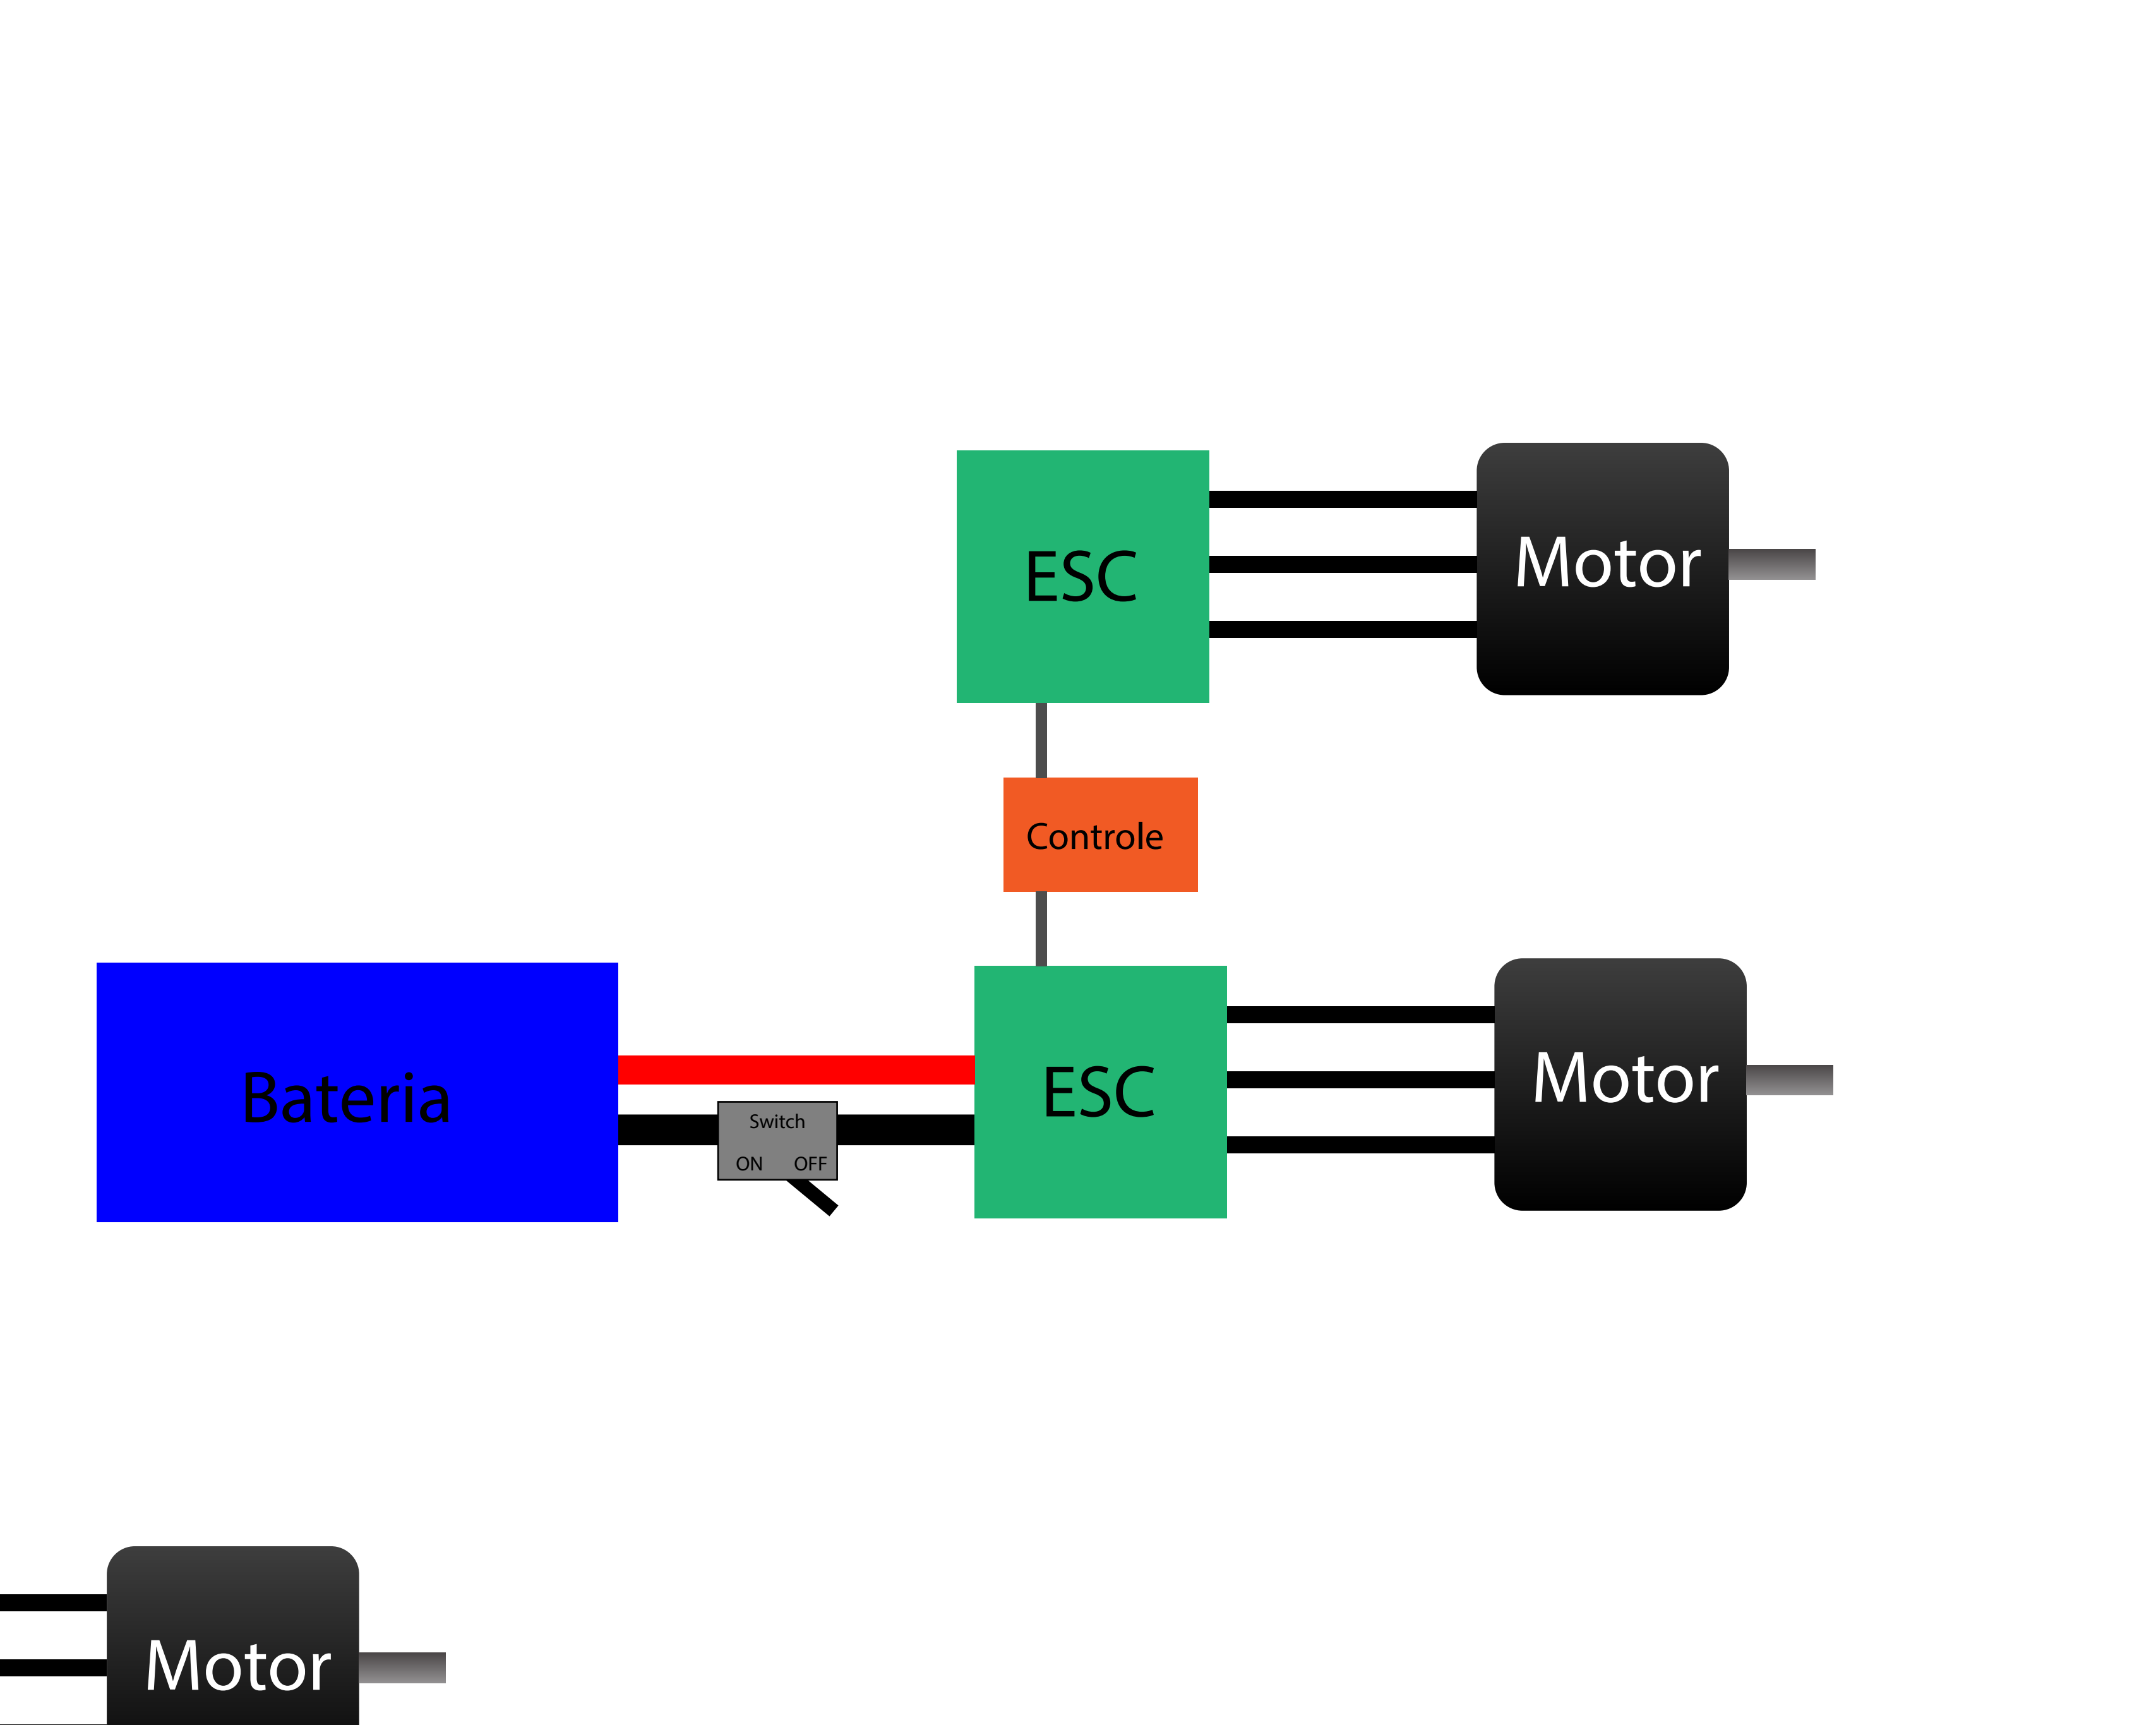 ESC
Motor
Controle
Bateria
Switch
ON OFF
ESC
Motor
Motor